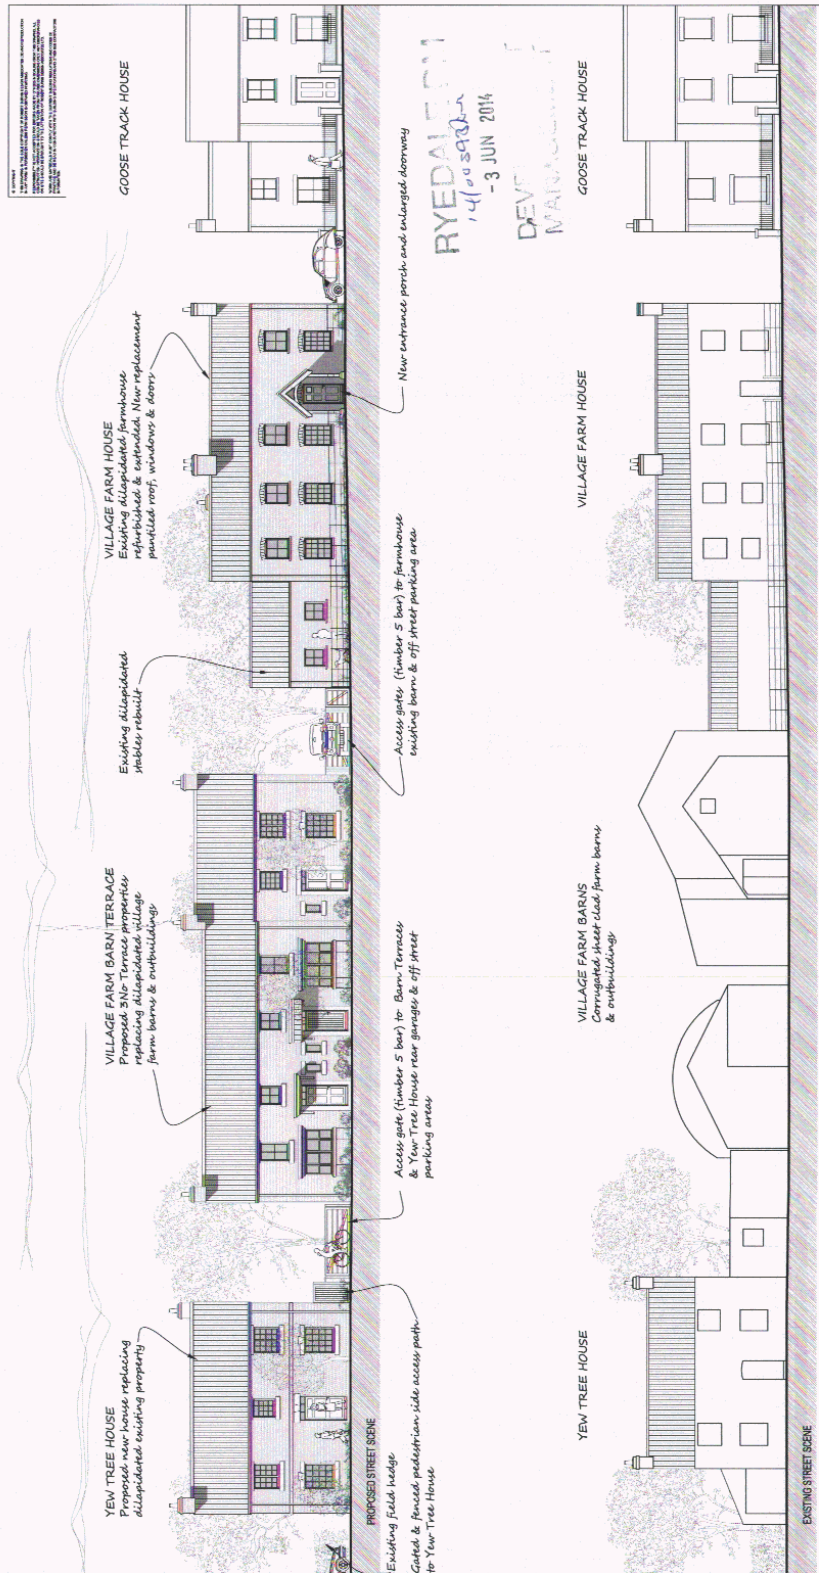 YEW TREE HOUSE
Proposed new house replacing
dilapidated existing property
VILLAGE FARM BARN TERRACE
Proposed 3No Terrace properties
replacing dilapidated village
farm barns & outbuildings
Existing dilapidated
stables rebuilt
VILLAGE FARM HOUSE
Existing dilapidated farmhouse
refurbished & extended. New replacement
pantiled roof, windows & doors
GOOSE TRACK HOUSE
PROPOSED STREET SCENE
Existing field hedge
Gated & fenced pedestrian side access path
to Yew Tree House
Access gate (timber 5 bar) to Barn Terraces
& Yew Tree House rear garages & off street
parking areas
Access gates (timber 5 bar) to farmhouse
existing barn & off street parking area
New entrance porch and enlarged doorway
RYEDALE
- 3 JUN 2014
YEW TREE HOUSE
VILLAGE FARM BARNS
Corrugated sheet clad farm barns
& outbuildings
VILLAGE FARM HOUSE
GOOSE TRACK HOUSE
EXISTING STREET SCENE